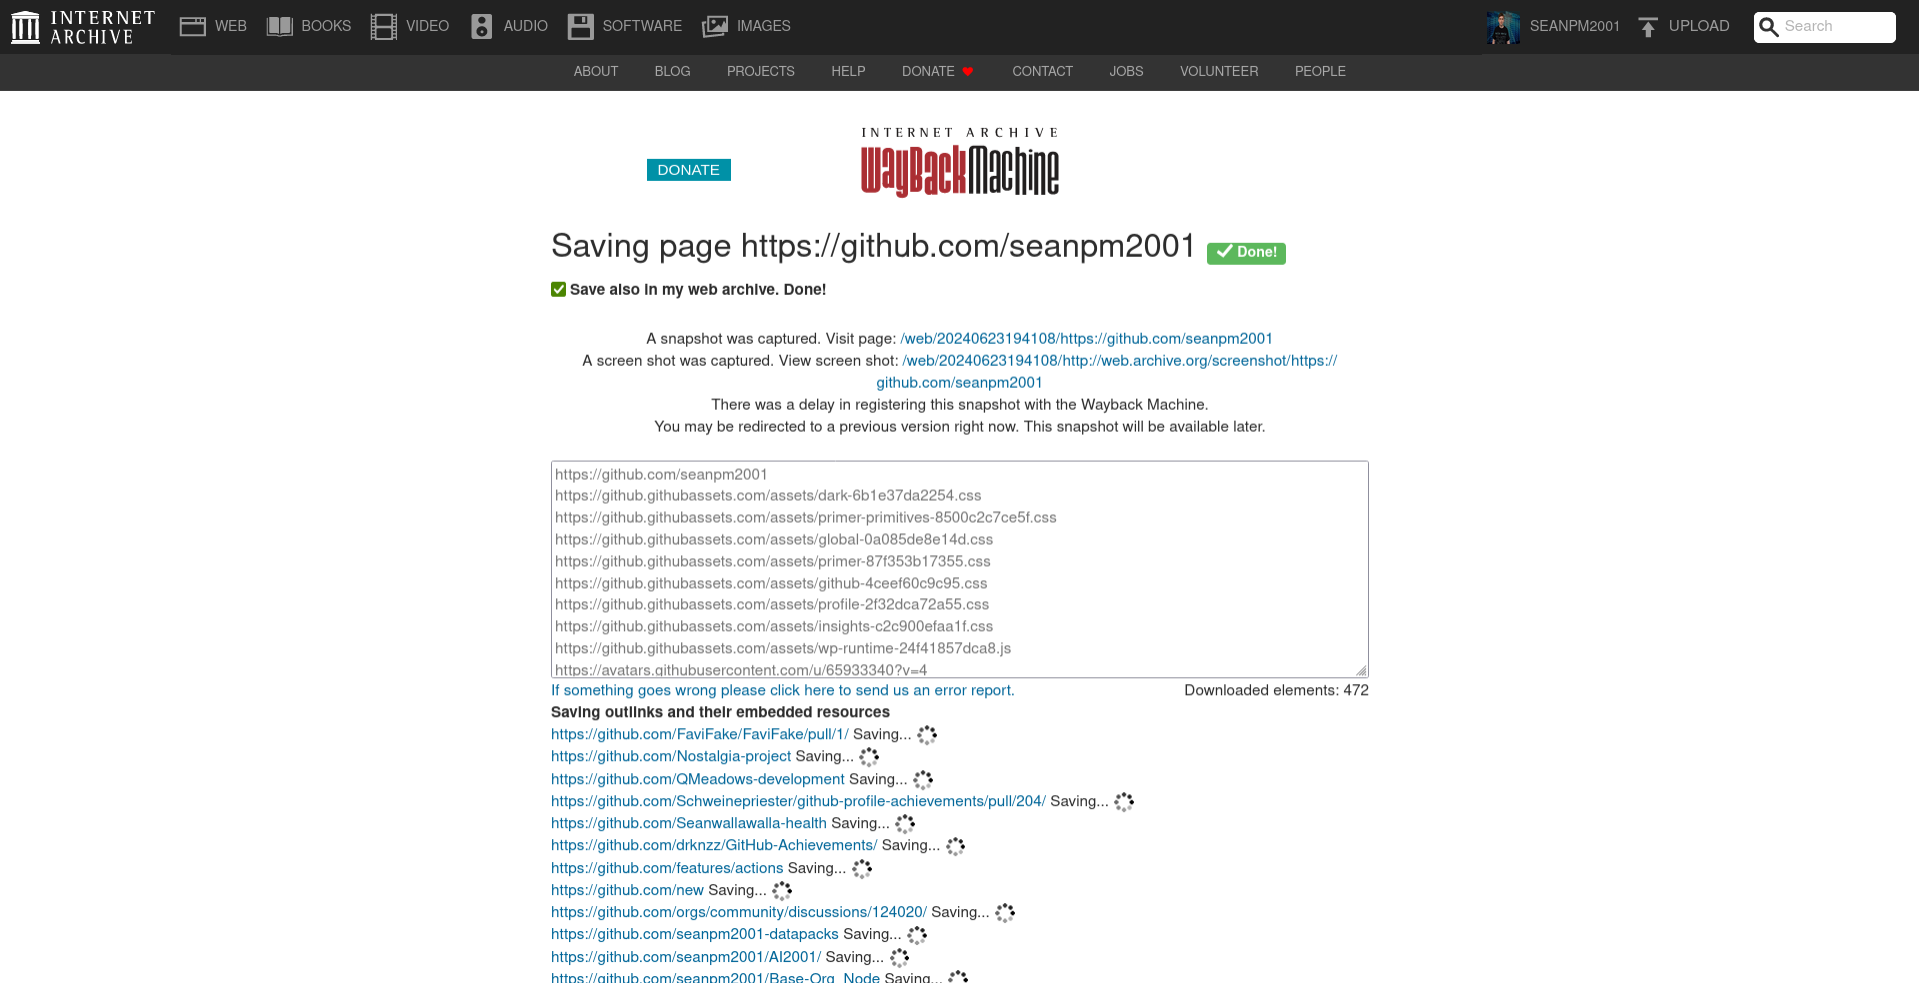 INTERNET ARCHIVE
WEB
BOOKS
VIDEO
AUDIO
SOFTWARE
IMAGES
SEANPM2001
UPLOAD
Search
ABOUT
BLOG
PROJECTS
HELP
DONATE
CONTACT
JOBS
VOLUNTEER
PEOPLE
INTERNET ARCHIVE
WayBackMachine
DONATE
Saving page https://github.com/seanpm2001 Done!
Save also in my web archive. Done!
A snapshot was captured. Visit page: /web/20240623194108/https://github.com/seanpm2001
A screen shot was captured. View screen shot: /web/20240623194108/http://web.archive.org/screenshot/https://
github.com/seanpm2001
There was a delay in registering this snapshot with the Wayback Machine.
You may be redirected to a previous version right now. This snapshot will be available later.
https://github.com/seanpm2001
https://github.githubassets.com/assets/dark-6b1e37da2254.css
https://github.githubassets.com/assets/primer-primitives-8500c2c7ce5f.css
https://github.githubassets.com/assets/global-0a085de8e14d.css
https://github.githubassets.com/assets/primer-87f353b17355.css
https://github.githubassets.com/assets/github-4ceef60c9c95.css
https://github.githubassets.com/assets/profile-2f32dca72a55.css
https://github.githubassets.com/assets/insights-c2c900efaa1f.css
https://github.githubassets.com/assets/wp-runtime-24f41857dca8.js
https://avatars.githubusercontent.com/u/65933340?v=4
If something goes wrong please click here to send us an error report.
Downloaded elements: 472
Saving outlinks and their embedded resources
https://github.com/FaviFake/FaviFake/pull/1/ Saving...
https://github.com/Nostalgia-project Saving...
https://github.com/QMeadows-development Saving...
https://github.com/Schweinepriester/github-profile-achievements/pull/204/ Saving...
https://github.com/Seanwallawalla-health Saving...
https://github.com/drknzz/GitHub-Achievements/ Saving...
https://github.com/features/actions Saving...
https://github.com/new Saving...
https://github.com/orgs/community/discussions/124020/ Saving...
https://github.com/seanpm2001-datapacks Saving...
https://github.com/seanpm2001/AI2001/ Saving...
https://github.com/seanpm2001/Base-Org_Node Saving...